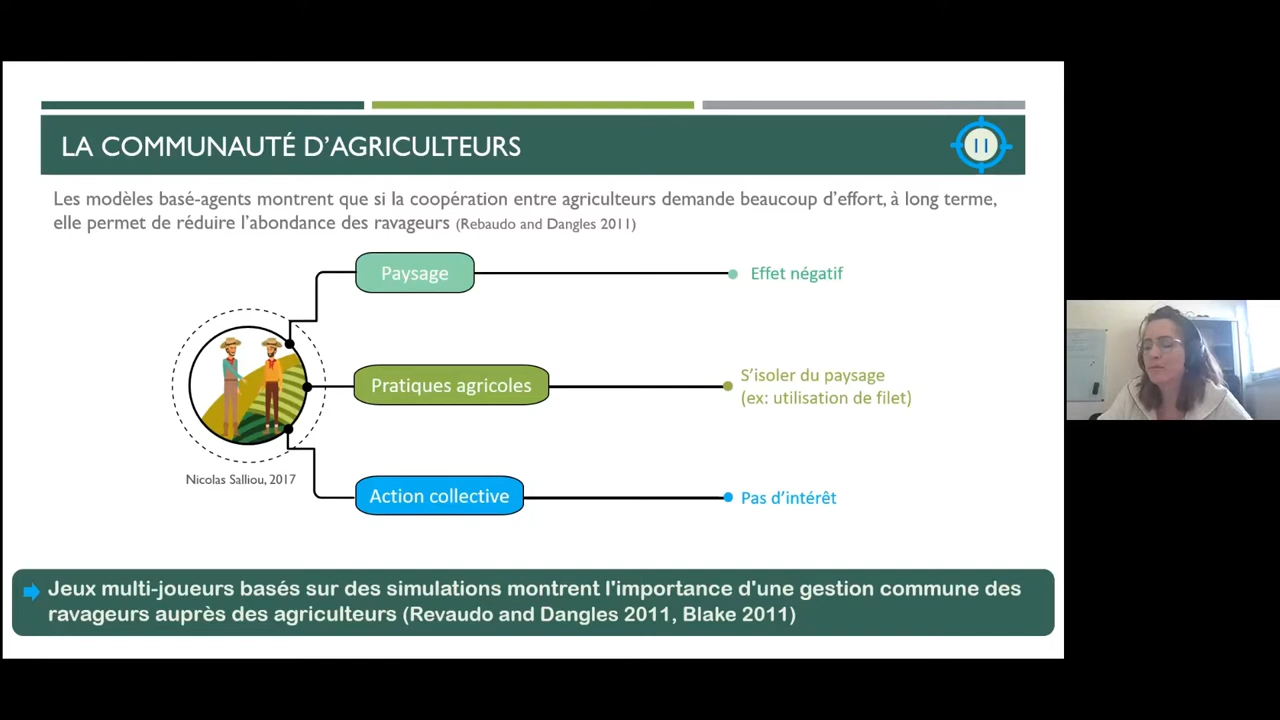 LA COMMUNAUTÉ D'AGRICULTEURS
11
Les modèles basé-agents montrent que si la coopération entre agriculteurs demande beaucoup d'effort, à long terme,
elle permet de réduire l'abondance des ravageurs (Rebaudo and Dangles 2011)
Paysage
Effet négatif
Pratiques agricoles
S'isoler du paysage
(ex: utilisation de filet)
Nicolas Salliou, 2017
Action collective
Pas d'intérêt
Jeux multi-joueurs basés sur des simulations montrent l'importance d'une gestion commune des
ravageurs auprès des agriculteurs (Revaudo and Dangles 2011, Blake 2011)